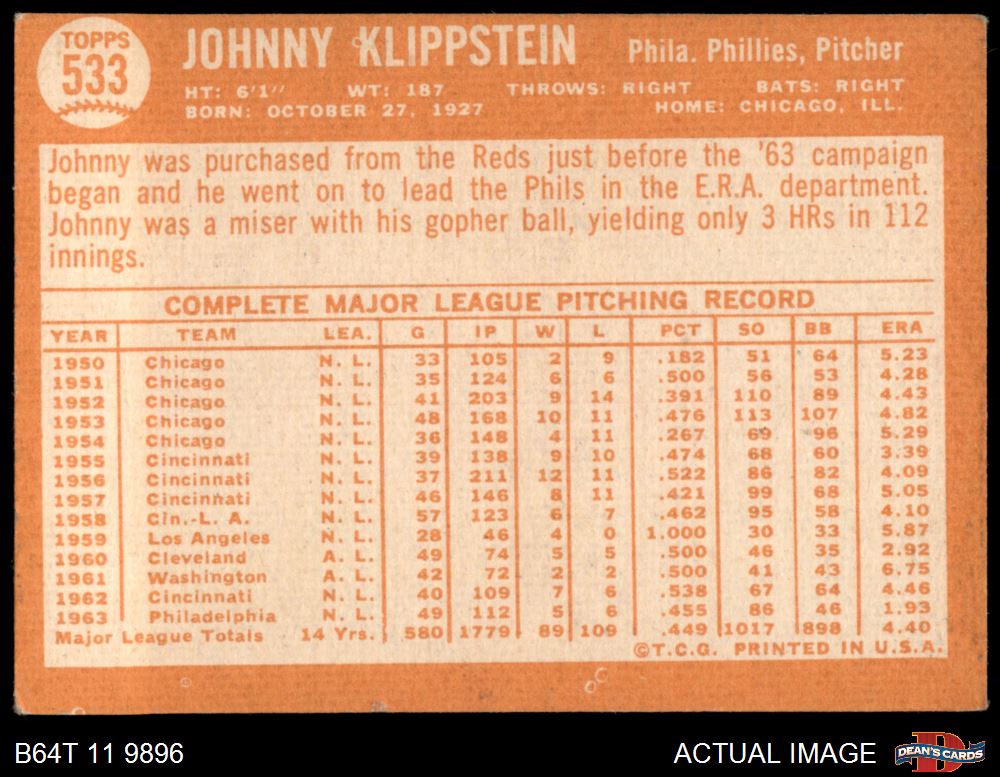 TOPPS
533
JOHNNY KLIPPSTEIN Phila. Phillies, Pitcher
HT: 6'1" WT: 187 THROWS: RIGHT BATS: RIGHT
BORN: OCTOBER 27, 1927 HOME: CHICAGO, ILL.
Johnny was purchased from the Reds just before the '63 campaign
began and he went on to lead the Phils in the E.R.A. department.
Johnny was a miser with his gopher ball, yielding only 3 HRs in 112
innings.
COMPLETE MAJOR LEAGUE PITCHING RECORD
YEAR TEAM LEA. G IP W L PCT SO BB ERA
1950 Chicago N. L. 33 105 2 9 .182 51 64 5.23
1951 Chicago N. L. 35 124 6 6 .500 56 53 4.28
1952 Chicago N. L. 41 203 9 14 .391 110 89 4.43
1953 Chicago N. L. 48 168 10 11 .476 113 107 4.82
1954 Chicago N. L. 36 148 4 11 .267 69 96 5.29
1955 Cincinnati N. L. 39 138 9 10 .474 68 60 3.39
1956 Cincinnati N. L. 37 211 12 11 .522 86 82 4.09
1957 Cincinnati N. L. 46 146 8 11 .421 99 68 5.05
1958 Cin.-L. A. N. L. 57 123 6 7 .462 95 58 4.10
1959 Los Angeles N. L. 28 46 4 0 1.000 30 33 5.87
1960 Cleveland A. L. 49 74 5 5 .500 46 35 2.92
1961 Washington A. L. 42 72 2 2 .500 41 43 6.75
1962 Cincinnati N. L. 40 109 7 6 .538 67 64 4.46
1963 Philadelphia N. L. 49 112 5 6 .455 86 46 1.93
Major League Totals 14 Yrs. 580 1779 89 109 .449 1017 898 4.40
©T.C.G. PRINTED IN U.S.A.
B64T 11 9896 ACTUAL IMAGE
D
DEAN'S CARDS